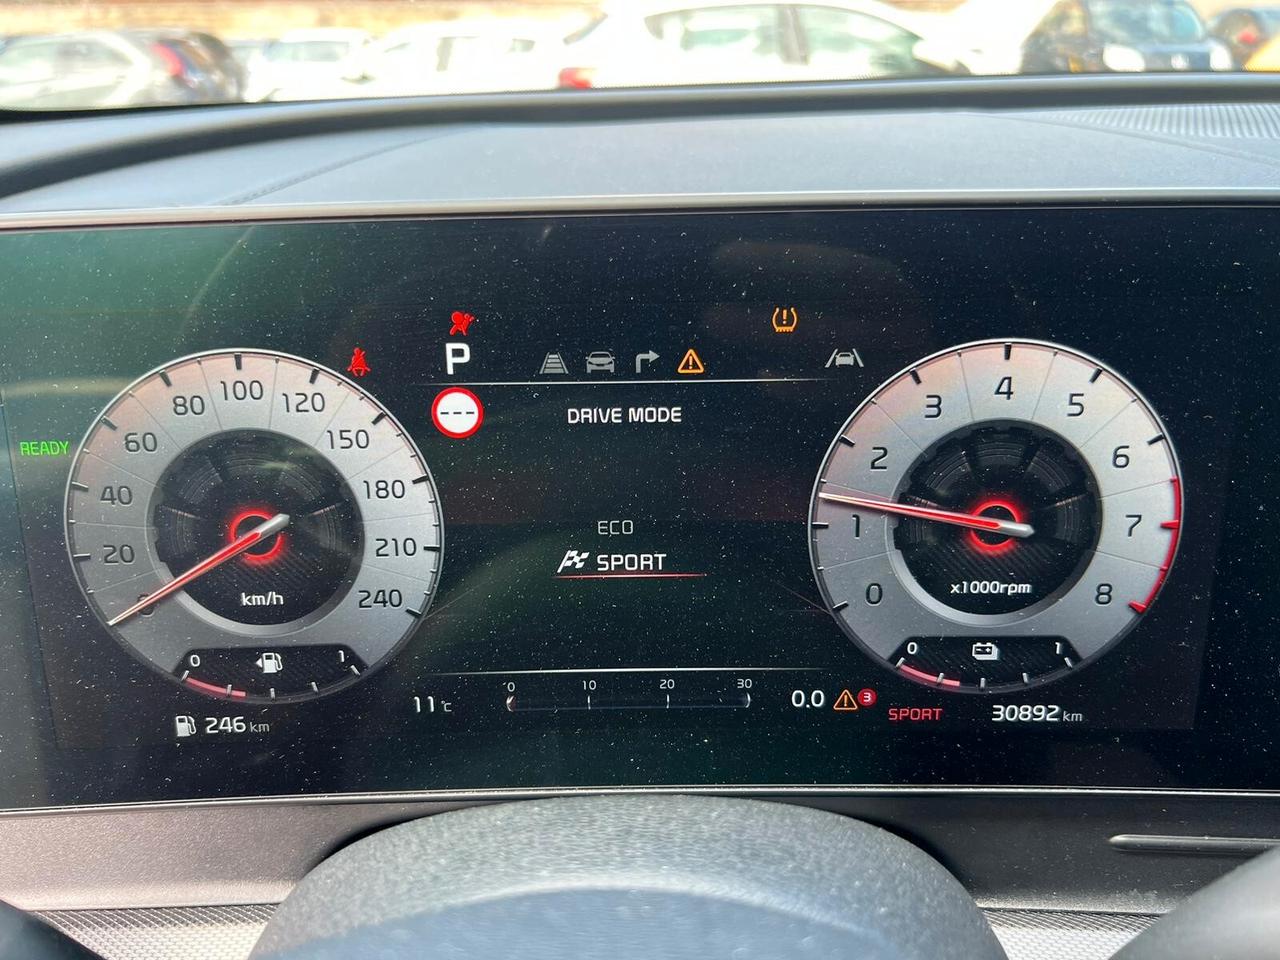 P
---
DRIVE MODE
READY
0 20 40 60 80 100 120 150 180 210 240
km/h
0 1
246 km
ECO
SPORT
11°C
0 10 20 30
0.0
3
SPORT
0 1 2 3 4 5 6 7 8
x1000rpm
0 1
30892 km